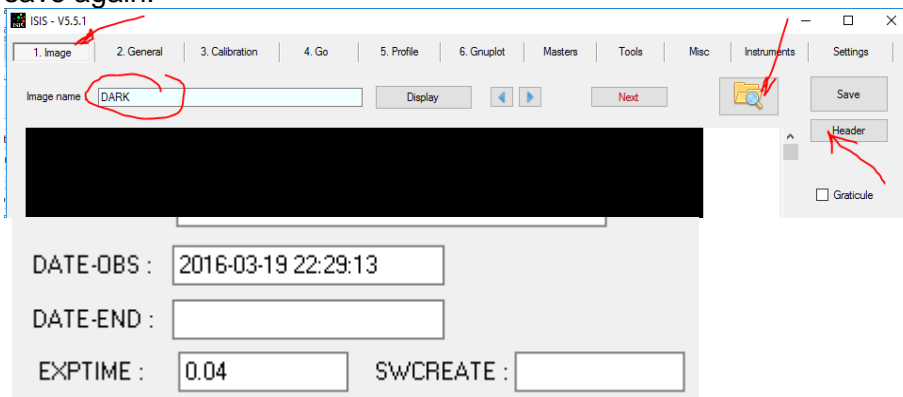 save again.
ISIS - V5.5.1
1. Image 2. General 3. Calibration 4. Go 5. Profile 6. Gnuplot Masters Tools Misc Instruments Settings
Image name DARK Display Next Save
Header
Graticule
DATE-OBS : 2016-03-19 22:29:13
DATE-END :
EXPTIME : 0.04 SWCREATE :